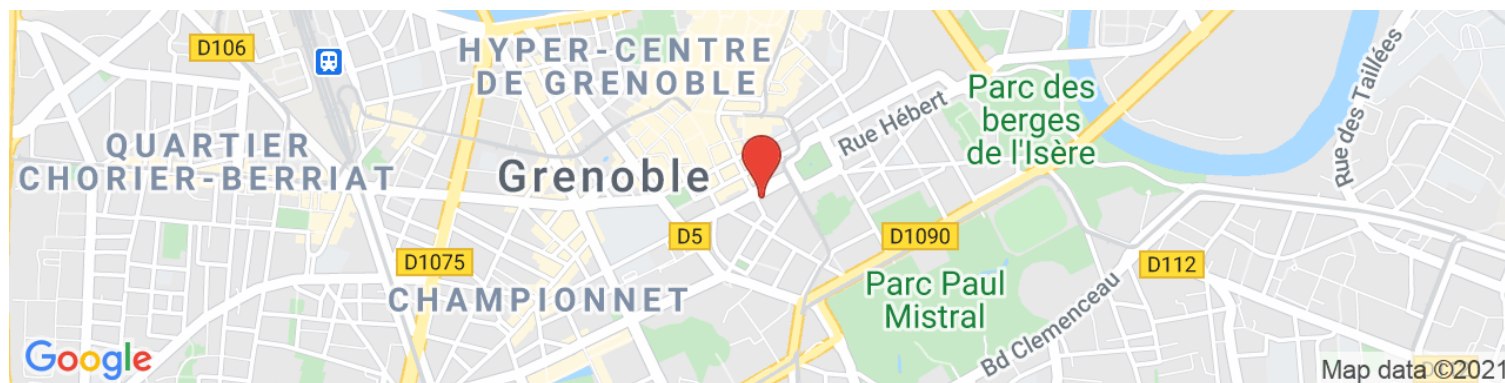 D106
HYPER-CENTRE
DE GRENOBLE
Parc des
berges
de l'Isère
Rue Hébert
Rue des Taillées
QUARTIER
CHORIER-BERRIAT
Grenoble
D5
D1090
D1075
D112
CHAMPIONNET
Parc Paul
Mistral
Bd Clemenceau
Google
Map data ©2021